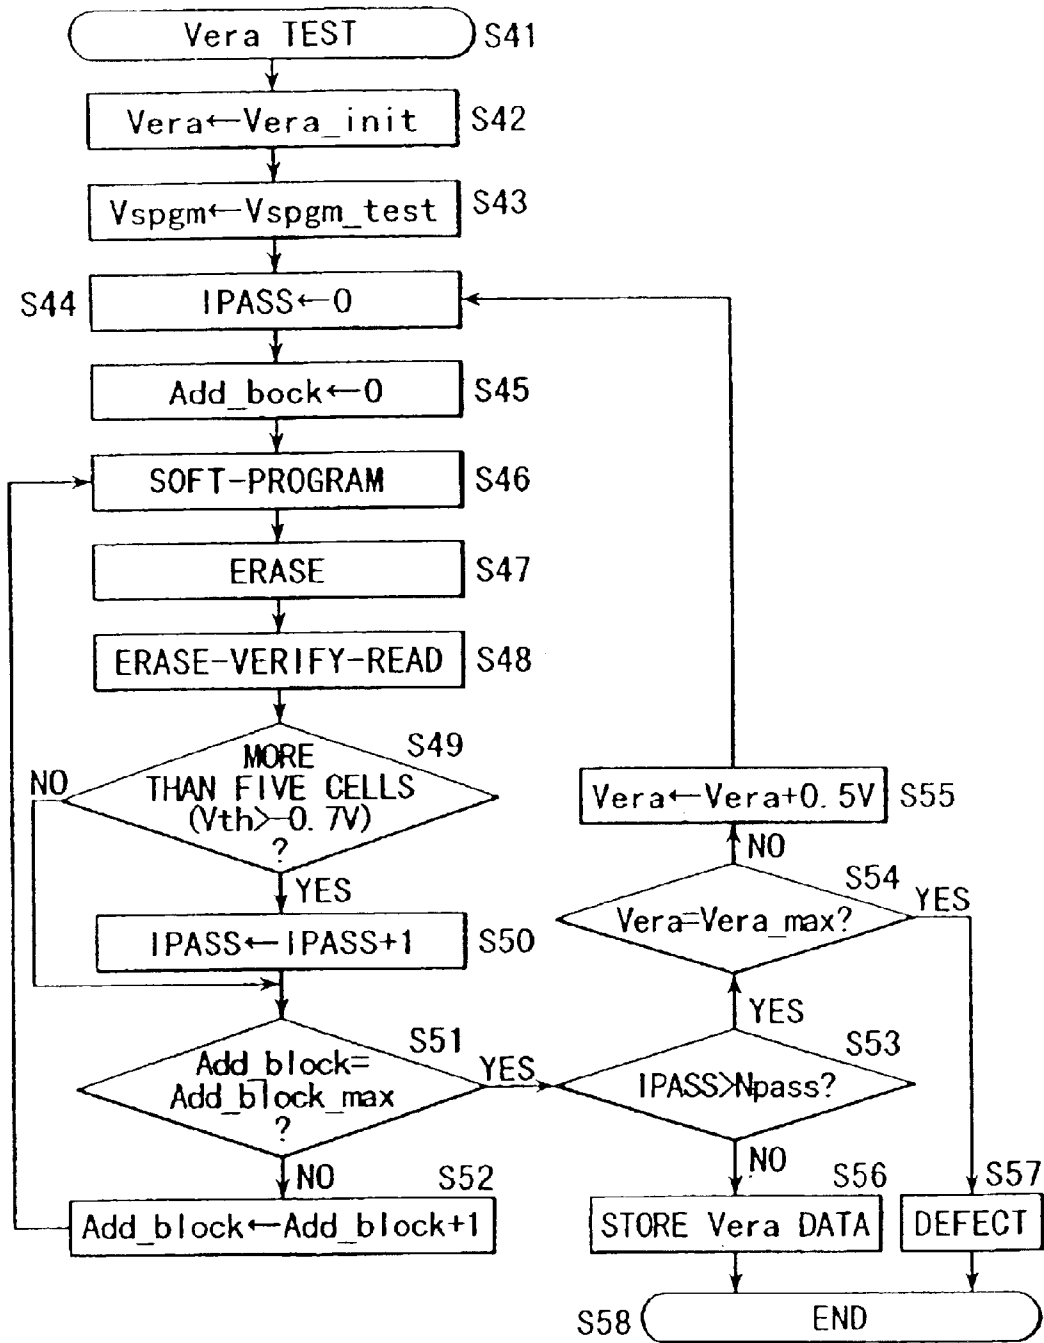 Vera TEST S41
Vera←Vera_init S42
Vspgm←Vspgm_test S43
S44 IPASS←0
Add_bock←0 S45
SOFT-PROGRAM S46
ERASE S47
ERASE-VERIFY-READ S48
S49
MORE
THAN FIVE CELLS
(Vth>-0.7V)
?
NO
YES
IPASS←IPASS+1 S50
S51
Add_block=
Add_block_max
?
YES
NO
S52
Add_block←Add_block+1
S53
IPASS>Npass?
YES
NO
S54
Vera=Vera_max?
YES
NO
Vera←Vera+0.5V S55
S56
STORE Vera DATA
S57
DEFECT
S58 END